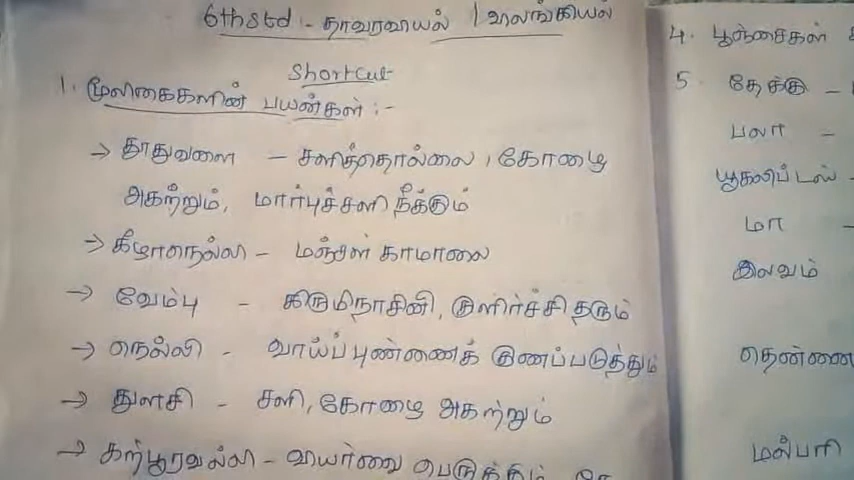 6th std :- தாவரவியல் / விலங்கியல்
Shortcut
1. மூலிகைகளின் பயன்கள் :-
→ தூதுவளை - சளித்தொல்லை, கோழை
அகற்றும், மார்புச்சளி நீக்கும்
→ கீழாநெல்லி - மஞ்சள் காமாலை
→ வேம்பு - கிருமிநாசினி, குளிர்ச்சி தரும்
→ நெல்லி - வாய்ப்புண்ணைக் குணப்படுத்தும்
→ துளசி - சளி, கோழை அகற்றும்
→ கற்பூரவல்லி - வியர்வை பெருக்கும்
4. பூஞ்சைகள்
5. தேக்கு -
பலா -
யூகலிப்டஸ் -
மா -
இலவம்
தென்னை
மல்பரி